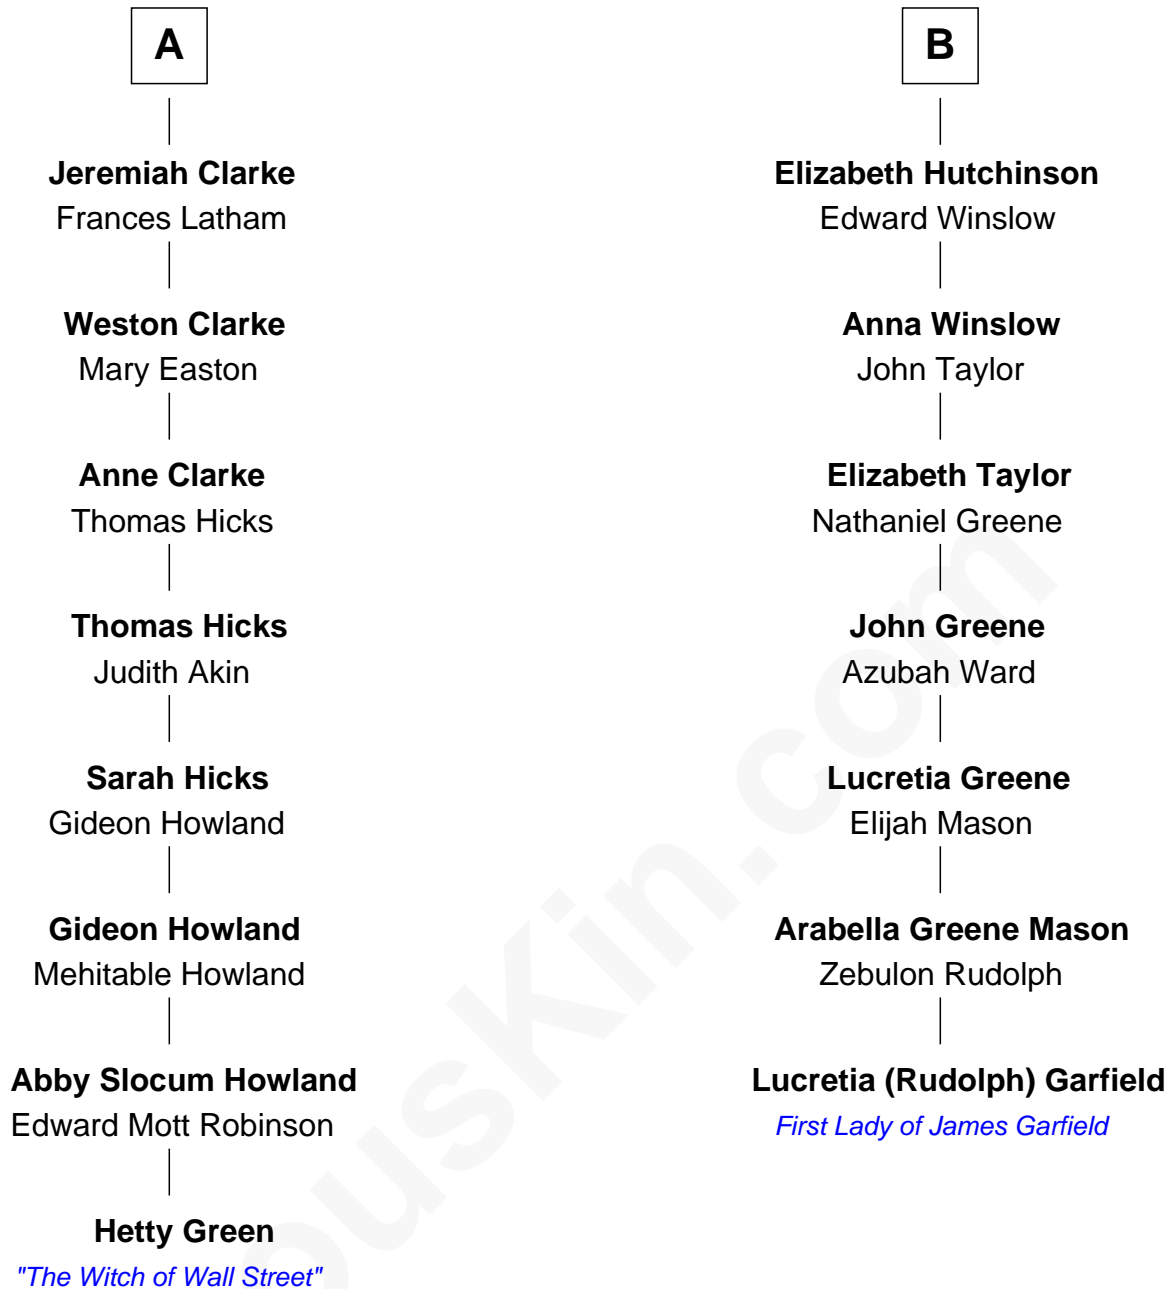 A
Jeremiah Clarke
Frances Latham
Weston Clarke
Mary Easton
Anne Clarke
Thomas Hicks
Thomas Hicks
Judith Akin
Sarah Hicks
Gideon Howland
Gideon Howland
Mehitable Howland
Abby Slocum Howland
Edward Mott Robinson
Hetty Green
"The Witch of Wall Street"
B
Elizabeth Hutchinson
Edward Winslow
Anna Winslow
John Taylor
Elizabeth Taylor
Nathaniel Greene
John Greene
Azubah Ward
Lucretia Greene
Elijah Mason
Arabella Greene Mason
Zebulon Rudolph
Lucretia (Rudolph) Garfield
First Lady of James Garfield
ousKin.com